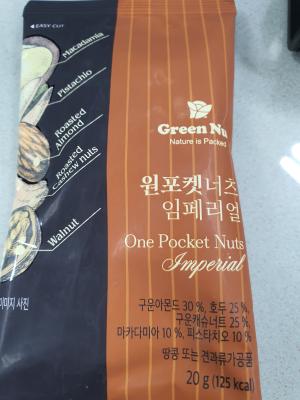 EASY CUT
Macadamia
Pistachio
Roasted
Almond
Roasted
Cashew nuts
Walnut
Green Nu
Nature is Packed
원포켓너츠
임페리얼
One Pocket Nuts
Imperial
이미지 사진
구운아몬드 30 %, 호두 25 %,
구운캐슈너트 25 %,
마카다미아 10 %, 피스타치오 10 %
땅콩 또는 견과류가공품
20 g (125 kcal)